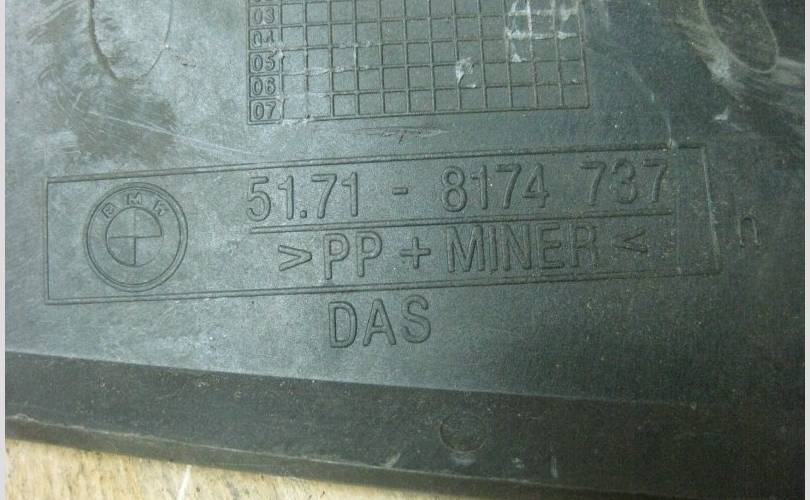 03
04
05
06
07
BMW
51.71 - 8174 737
>PP + MINER<
DAS
n